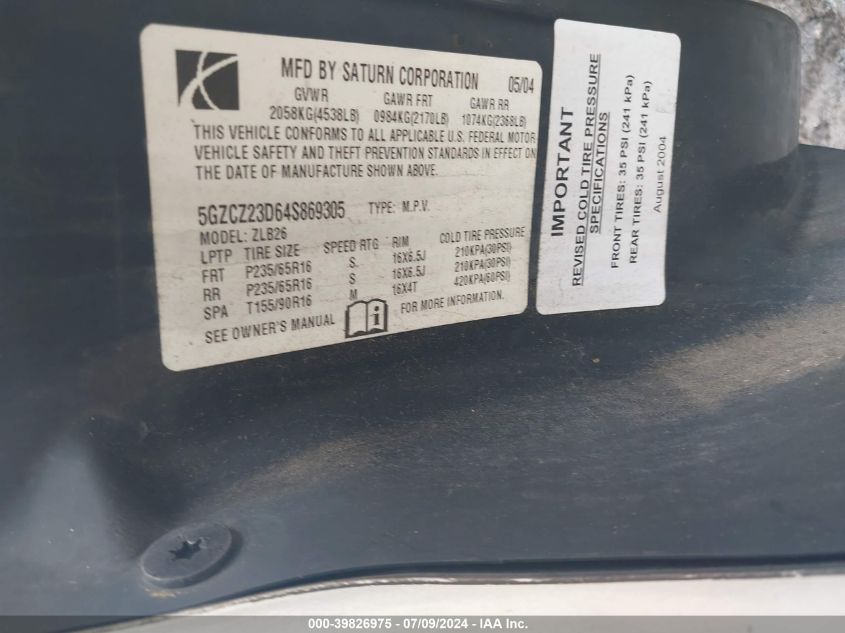 MFD BY SATURN CORPORATION 05/04
GVWR GAWR FRT GAWR RR
2058KG(4538LB) 0984KG(2170LB) 1074KG(2368LB)
THIS VEHICLE CONFORMS TO ALL APPLICABLE U.S. FEDERAL MOTOR
VEHICLE SAFETY AND THEFT PREVENTION STANDARDS IN EFFECT ON
THE DATE OF MANUFACTURE SHOWN ABOVE.
5GZCZ23D64S869305 TYPE: M.P.V.
MODEL: ZLB26
LPTP TIRE SIZE SPEED RTG RIM COLD TIRE PRESSURE
FRT P235/65R16 S 16X6.5J 210KPA(30PSI)
RR P235/65R16 S 16X6.5J 210KPA(30PSI)
SPA T155/90R16 M 16X4T 420KPA(60PSI)
SEE OWNER'S MANUAL i FOR MORE INFORMATION.
IMPORTANT
REVISED COLD TIRE PRESSURE
SPECIFICATIONS
FRONT TIRES: 35 PSI (241 kPa)
REAR TIRES: 35 PSI (241 kPa)
August 2004
000-39826975 / 07/09/2024 - © IAA Inc.